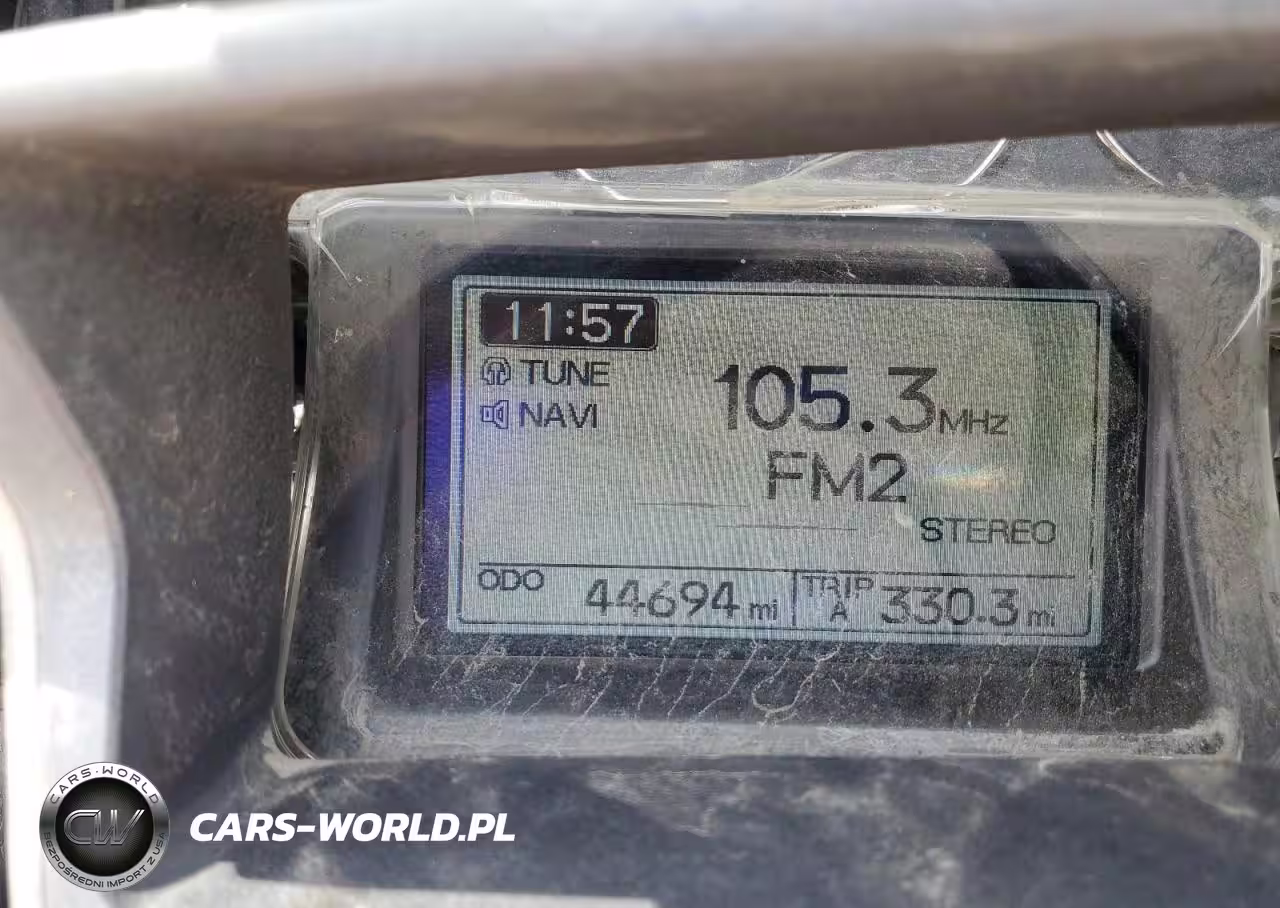 11:57
TUNE
NAVI
105.3MHz
FM2
STEREO
ODO 44694 mi
TRIP A 330.3 mi
CARS-WORLD
CW
BEZPOŚREDNI IMPORT Z USA
CARS-WORLD.PL